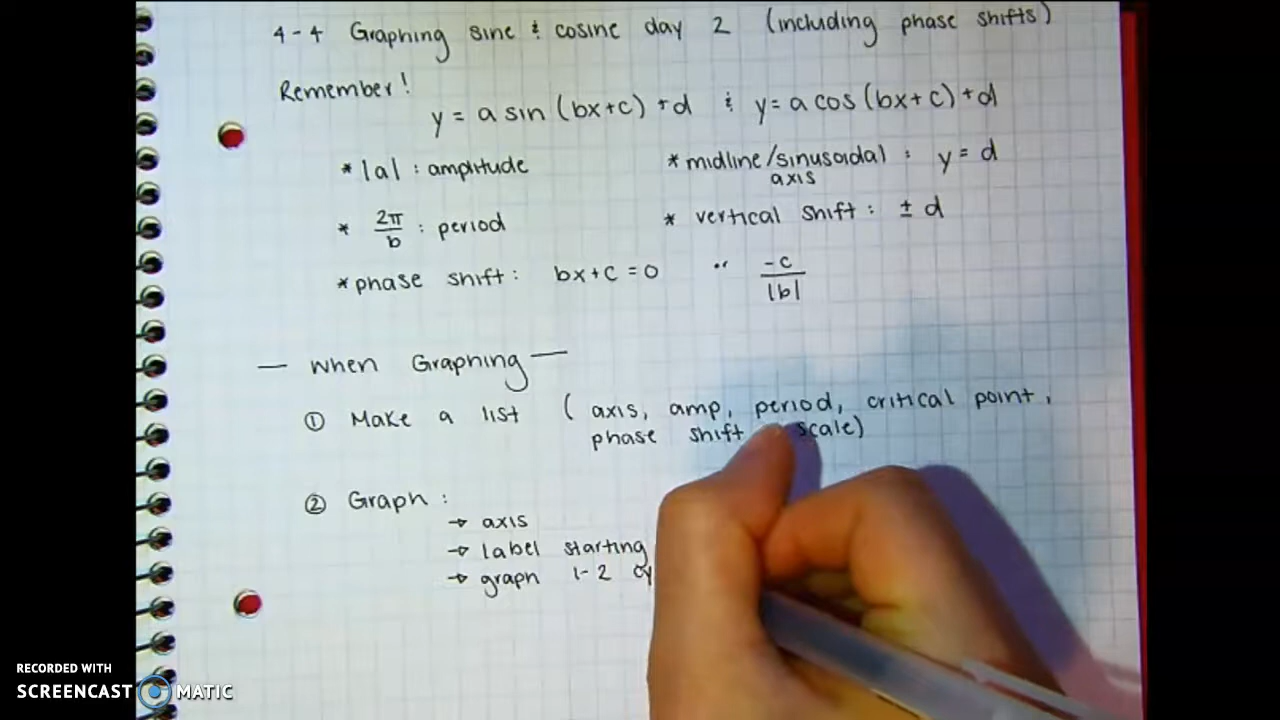 4-4 Graphing sine & cosine day 2 (including phase shifts)
Remember!
y = a sin (bx+c) + d & y = a cos (bx+c) + d
* |a| : amplitude
* midline/sinusoidal : y = d
axis
* 2π/b : period
* vertical shift : ± d
* phase shift : bx+c = 0 or -c/|b|
— When Graphing —
① Make a list ( axis, amp, period, critical point,
phase shift scale)
② Graph :
→ axis
→ label starting
→ graph 1-2
RECORDED WITH
SCREENCAST MATIC